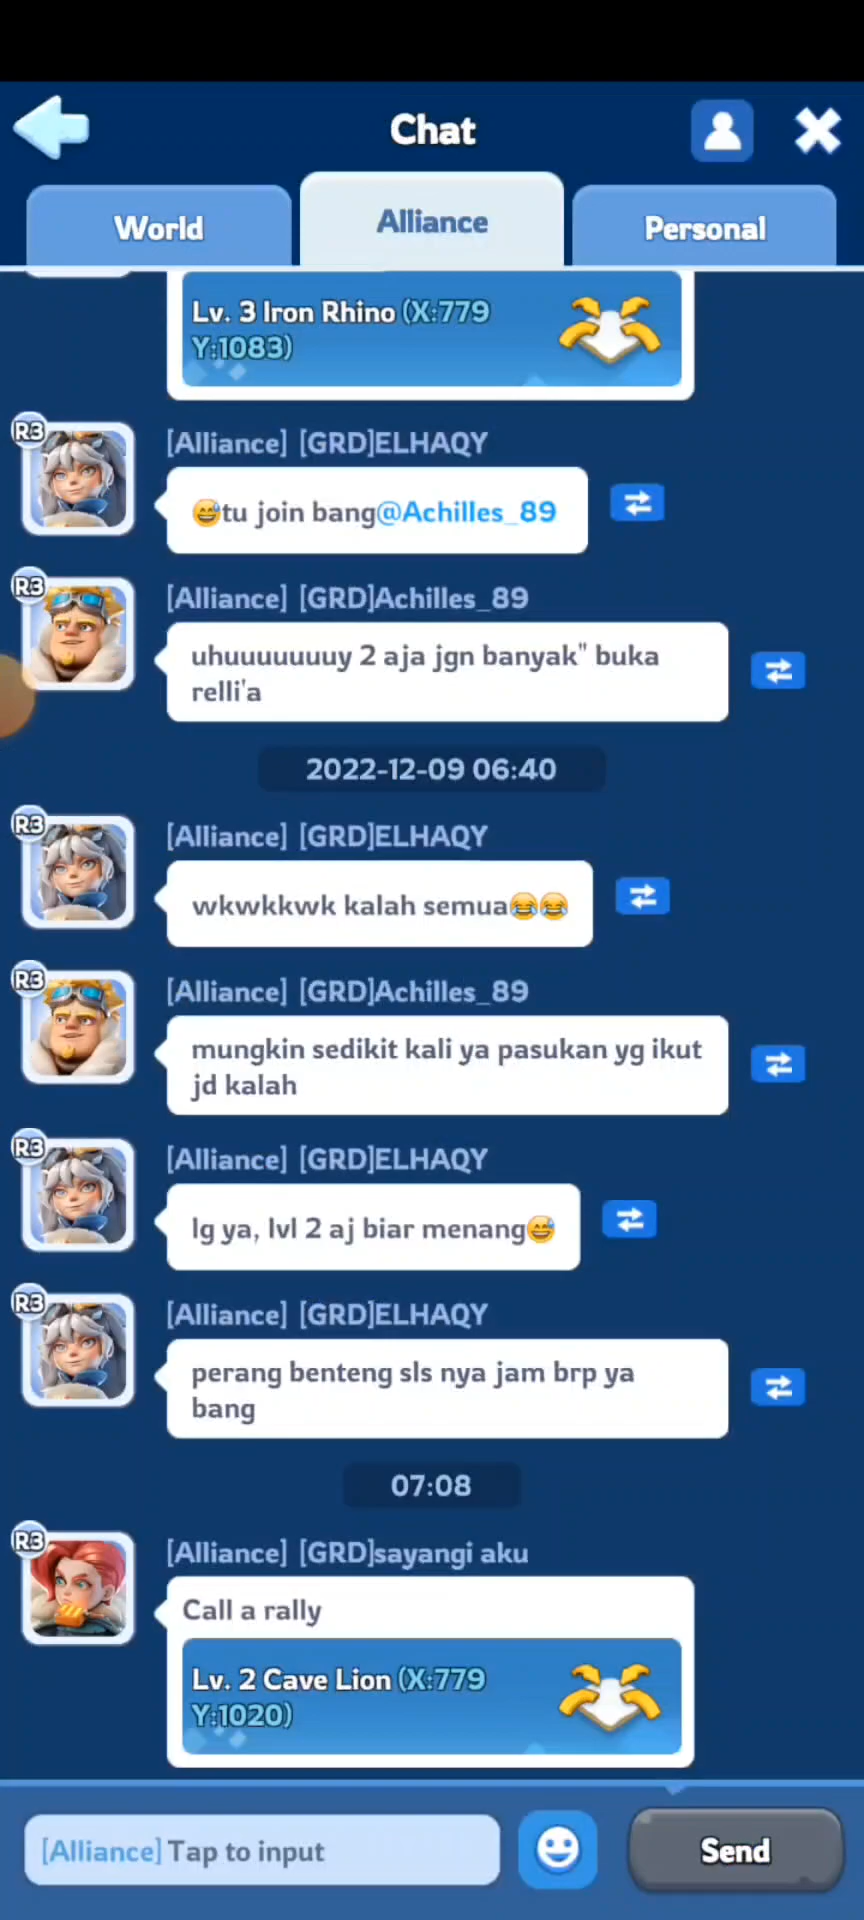 Chat
World
Alliance
Personal
Lv. 3 Iron Rhino (X:779
Y:1083)
R3
[Alliance] [GRD]ELHAQY
😅tu join bang@Achilles_89
R3
[Alliance] [GRD]Achilles_89
uhuuuuuuuy 2 aja jgn banyak" buka
relli'a
2022-12-09 06:40
R3
[Alliance] [GRD]ELHAQY
wkwkkwk kalah semua😂😂
R3
[Alliance] [GRD]Achilles_89
mungkin sedikit kali ya pasukan yg ikut
jd kalah
R3
[Alliance] [GRD]ELHAQY
lg ya, lvl 2 aj biar menang😅
R3
[Alliance] [GRD]ELHAQY
perang benteng sls nya jam brp ya
bang
07:08
R3
[Alliance] [GRD]sayangi aku
Call a rally
Lv. 2 Cave Lion (X:779
Y:1020)
[Alliance] Tap to input
Send